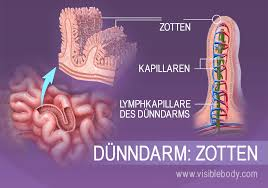 ZOTTEN
KAPILLAREN
LYMPHKAPILLARE
DES DÜNNDARMS
DÜNNDARM: ZOTTEN
www.visiblebody.com